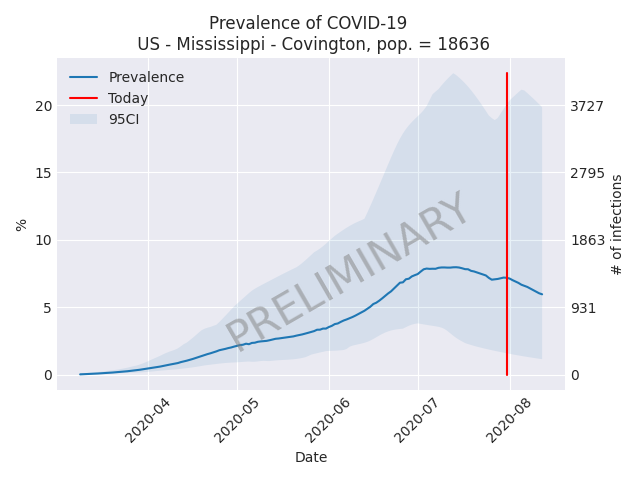 Prevalence of COVID-19
US - Mississippi - Covington, pop. = 18636
Prevalence
Today
95CI
20
15
10
5
0
%
3727
2795
1863
931
0
# of infections
PRELIMINARY
2020-04
2020-05
2020-06
2020-07
2020-08
Date